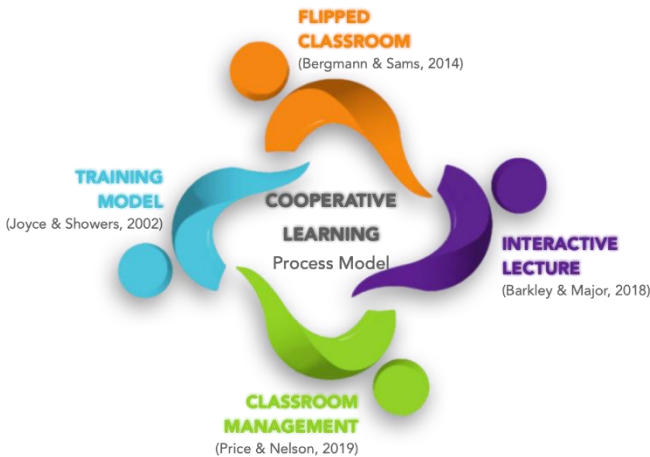 FLIPPED
CLASSROOM
(Bergmann & Sams, 2014)
TRAINING
MODEL
(Joyce & Showers, 2002)
COOPERATIVE
LEARNING
Process Model
INTERACTIVE
LECTURE
(Barkley & Major, 2018)
CLASSROOM
MANAGEMENT
(Price & Nelson, 2019)